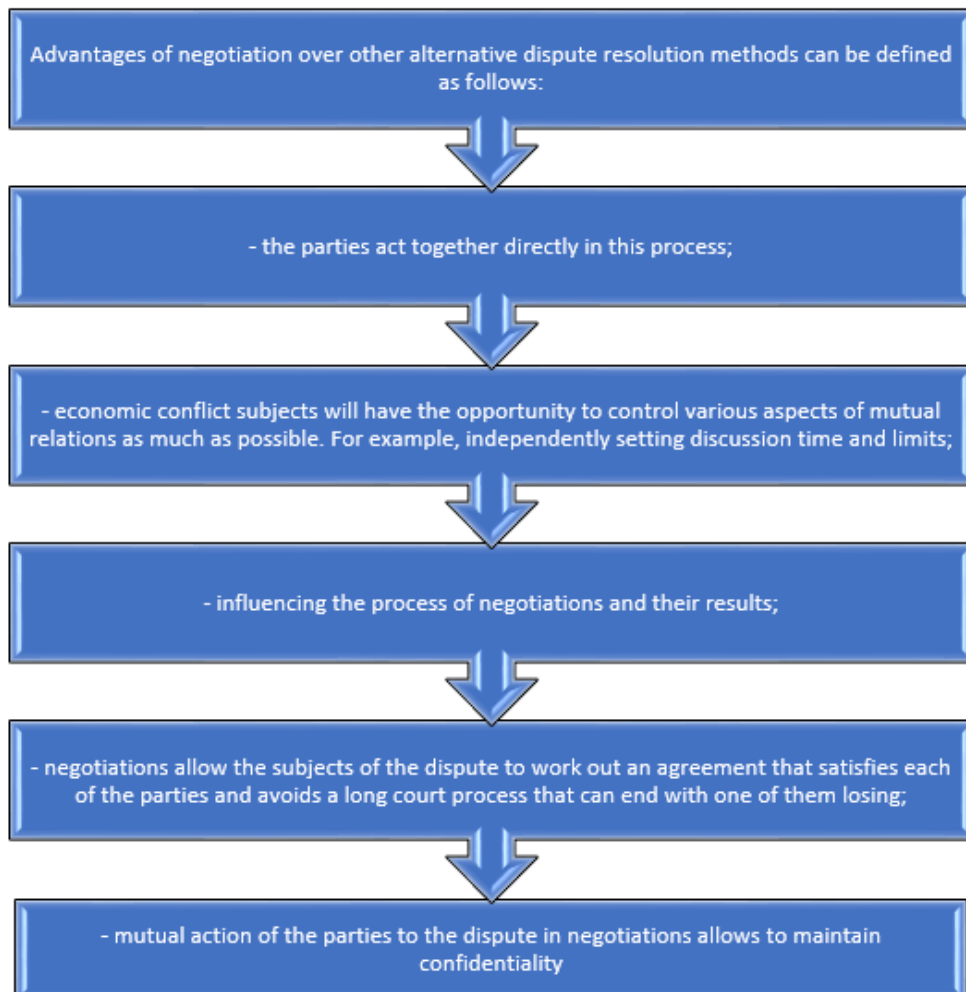 Advantages of negotiation over other alternative dispute resolution methods can be defined
as follows:
- the parties act together directly in this process;
- economic conflict subjects will have the opportunity to control various aspects of mutual
relations as much as possible. For example, independently setting discussion time and limits;
- influencing the process of negotiations and their results;
- negotiations allow the subjects of the dispute to work out an agreement that satisfies each
of the parties and avoids a long court process that can end with one of them losing;
- mutual action of the parties to the dispute in negotiations allows to maintain
confidentiality